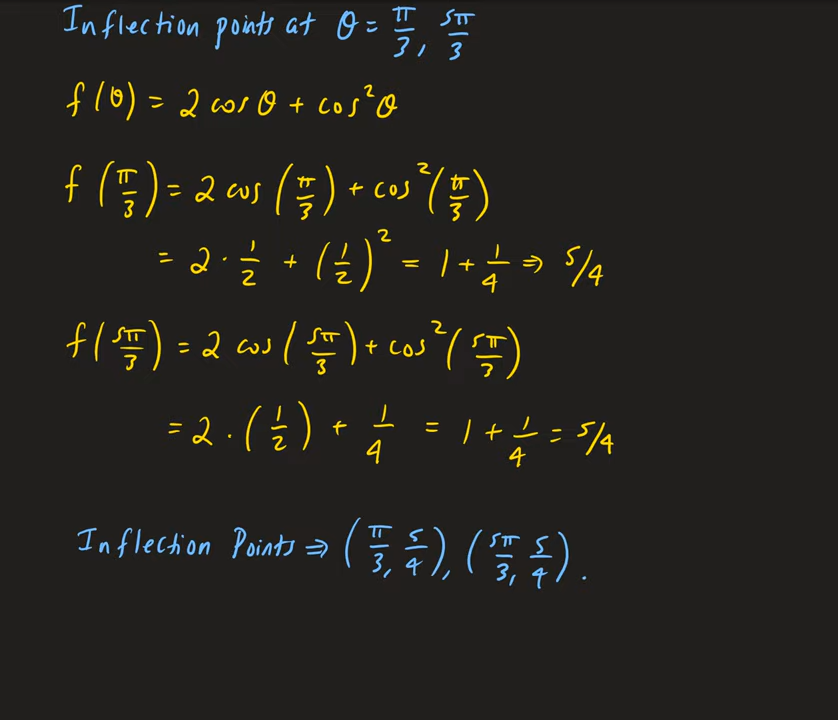 Inflection points at θ = π/3, 5π/3
f(θ) = 2 cos θ + cos²θ
f(π/3) = 2 cos(π/3) + cos²(π/3)
= 2 · 1/2 + (1/2)² = 1 + 1/4 ⇒ 5/4
f(5π/3) = 2 cos(5π/3) + cos²(5π/3)
= 2 · (1/2) + 1/4 = 1 + 1/4 = 5/4
Inflection Points ⇒ (π/3, 5/4), (5π/3, 5/4).